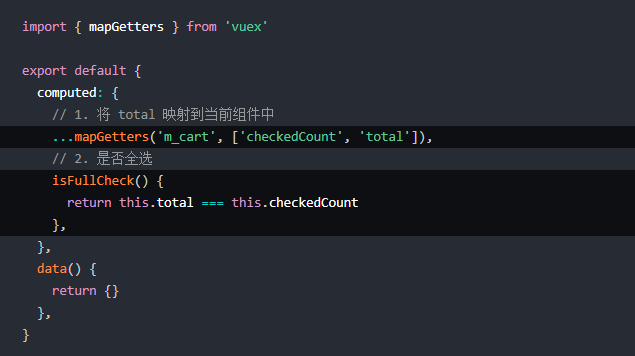 import { mapGetters } from 'vuex'
export default {
computed: {
// 1. 将 total 映射到当前组件中
...mapGetters('m_cart', ['checkedCount', 'total']),
// 2. 是否全选
isFullCheck() {
return this.total === this.checkedCount
},
},
data() {
return {}
},
}